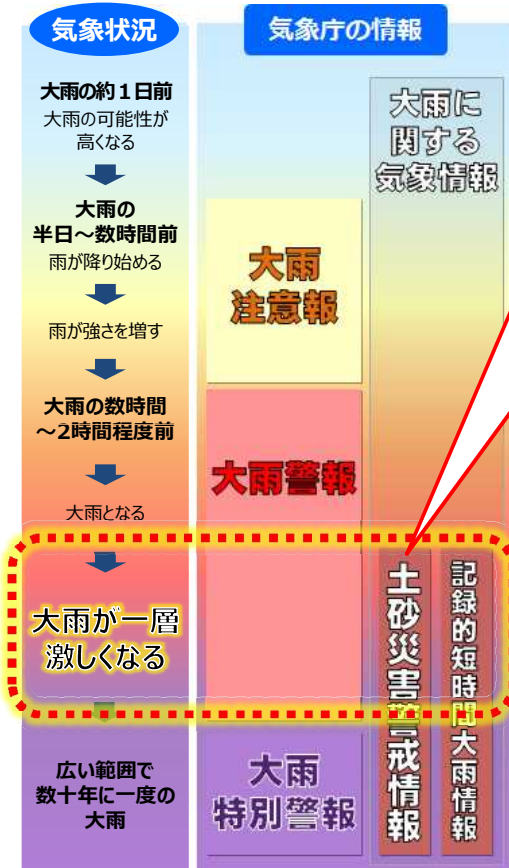 気象状況
気象庁の情報
大雨の約1日前
大雨の可能性が
高くなる
大雨の
半日～数時間前
雨が降り始める
雨が強さを増す
大雨の数時間
～2時間程度前
大雨となる
大雨が一層
激しくなる
広い範囲で
数十年に一度の
大雨
大雨
注意報
大雨警報
大雨
特別警報
大雨に
関する
気象情報
土砂災害警戒情報
記録的短時間大雨情報